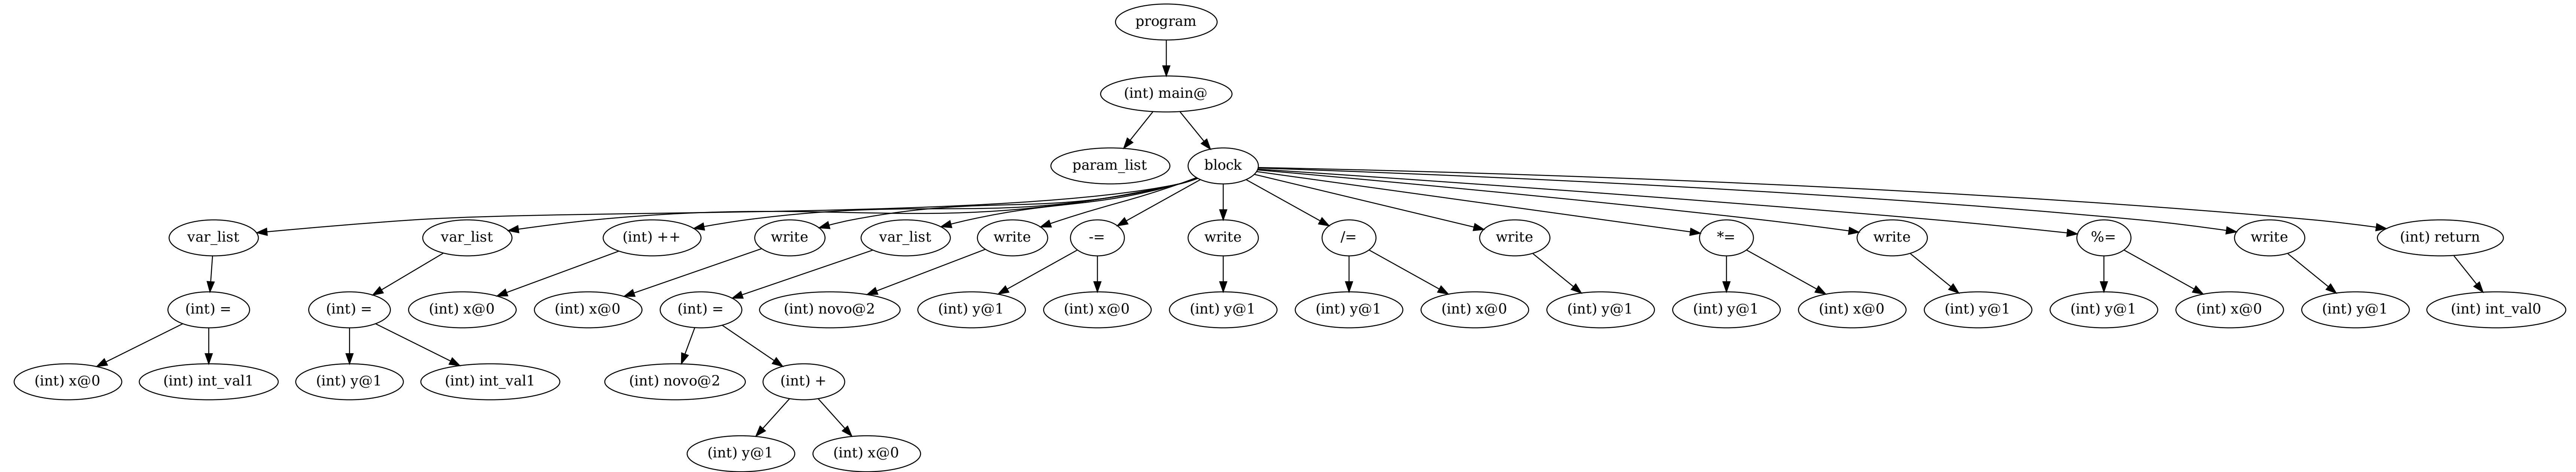 program
(int) main@
param_list
block
var_list
var_list
(int) ++
write
var_list
write
-=
write
/=
write
*=
write
%=
write
(int) return
(int) =
(int) =
(int) x@0
(int) x@0
(int) =
(int) novo@2
(int) y@1
(int) x@0
(int) y@1
(int) y@1
(int) x@0
(int) y@1
(int) y@1
(int) x@0
(int) y@1
(int) y@1
(int) x@0
(int) y@1
(int) int_val0
(int) x@0
(int) int_val1
(int) y@1
(int) int_val1
(int) novo@2
(int) +
(int) y@1
(int) x@0